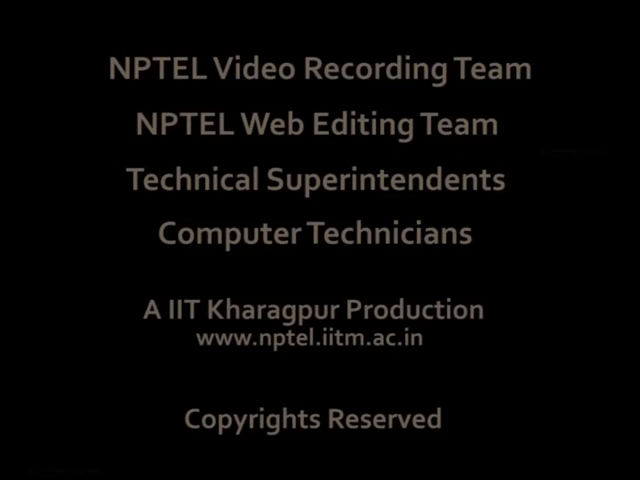 NPTEL Video Recording Team
NPTEL Web Editing Team
Technical Superintendents
Computer Technicians
A IIT Kharagpur Production
www.nptel.iitm.ac.in
Copyrights Reserved